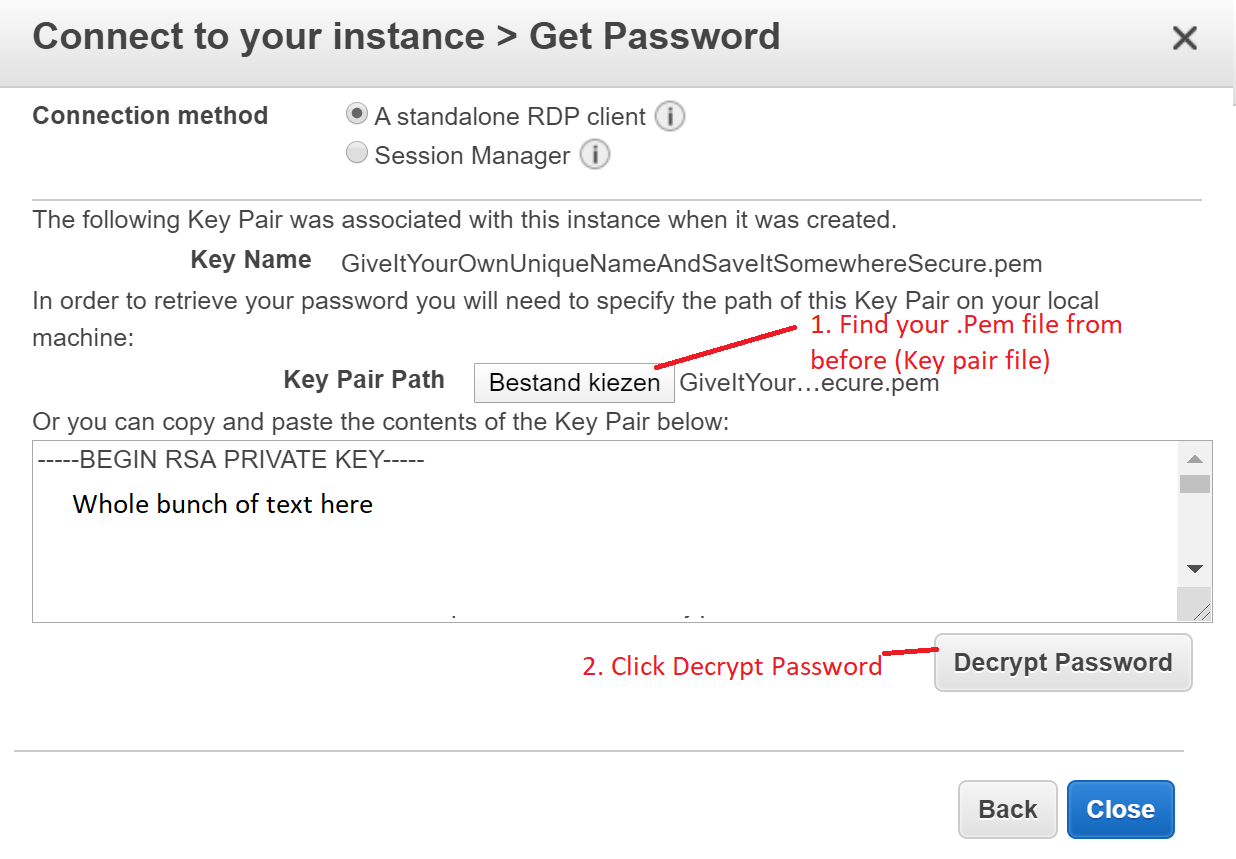 Connect to your instance > Get Password
Connection method
A standalone RDP client
Session Manager
The following Key Pair was associated with this instance when it was created.
Key Name GiveItYourOwnUniqueNameAndSaveItSomewhereSecure.pem
In order to retrieve your password you will need to specify the path of this Key Pair on your local
machine:
1. Find your .Pem file from
before (Key pair file)
Key Pair Path Bestand kiezen GiveItYour...ecure.pem
Or you can copy and paste the contents of the Key Pair below:
-----BEGIN RSA PRIVATE KEY-----
Whole bunch of text here
2. Click Decrypt Password
Decrypt Password
Back Close